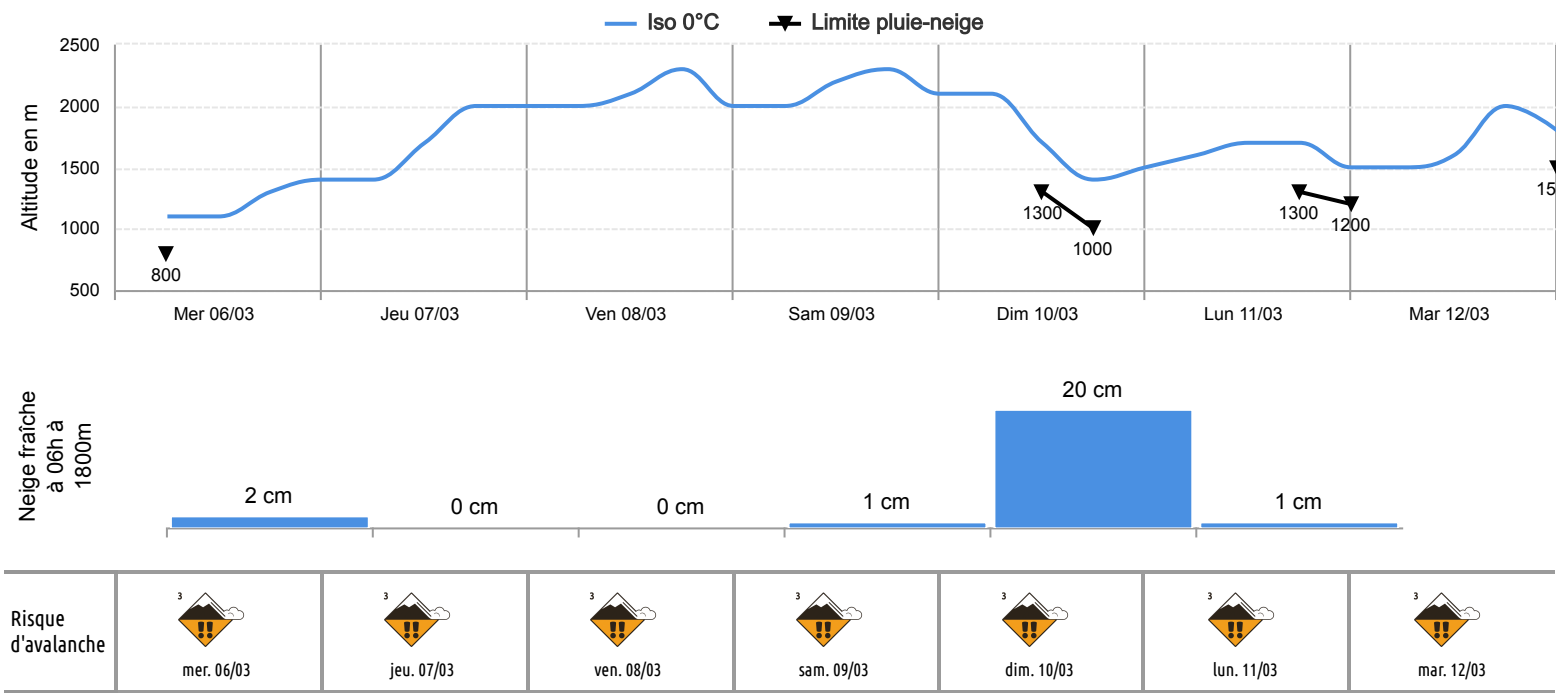 Iso 0°C
Limite pluie-neige
Altitude en m
2500
2000
1500
1000
500
800
1300
1000
1300
1200
15
Mer 06/03
Jeu 07/03
Ven 08/03
Sam 09/03
Dim 10/03
Lun 11/03
Mar 12/03
Neige fraîche
à 06h à
1800m
2 cm
0 cm
0 cm
1 cm
20 cm
1 cm
Risque
d'avalanche
3
!!
mer. 06/03
3
!!
jeu. 07/03
3
!!
ven. 08/03
3
!!
sam. 09/03
3
!!
dim. 10/03
3
!!
lun. 11/03
3
!!
mar. 12/03